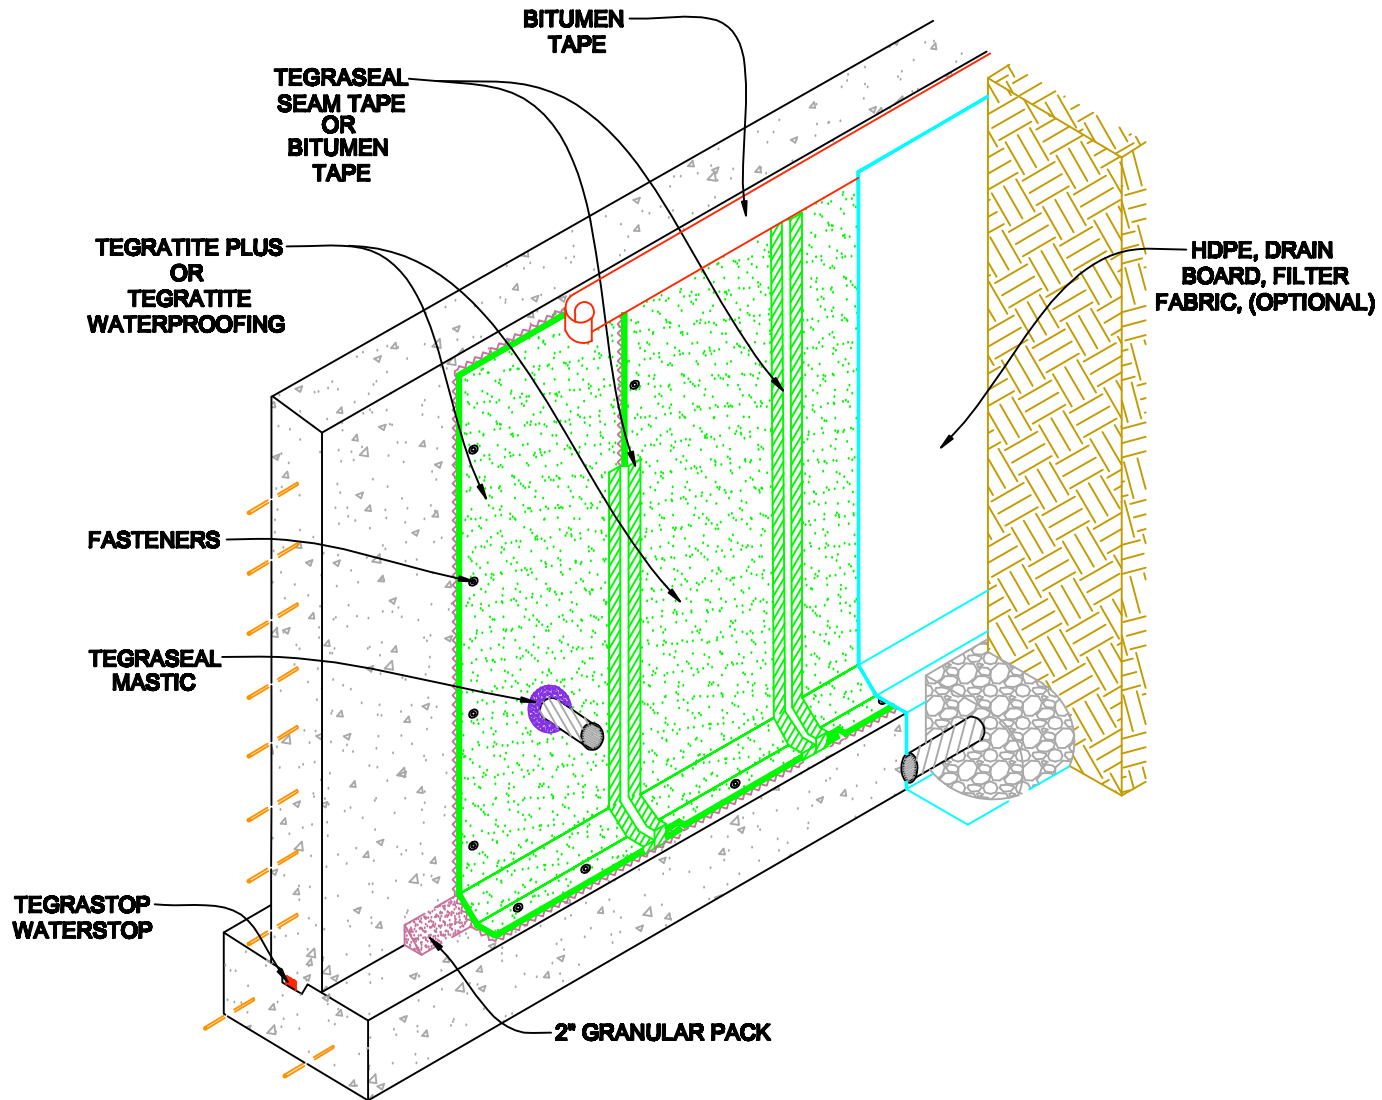 BITUMEN
TAPE
TEGRASEAL
SEAM TAPE
OR
BITUMEN
TAPE
TEGRATITE PLUS
OR
TEGRATITE
WATERPROOFING
HDPE, DRAIN
BOARD, FILTER
FABRIC, (OPTIONAL)
FASTENERS
TEGRASEAL
MASTIC
TEGRASTOP
WATERSTOP
2" GRANULAR PACK